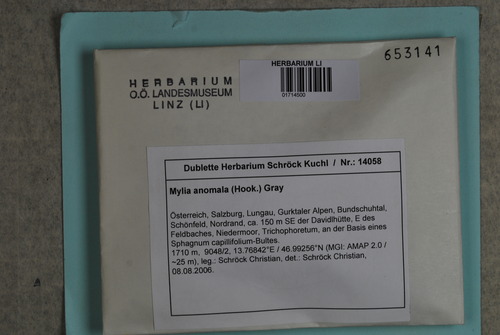 HERBARIUM
O.Ö. LANDESMUSEUM
LINZ (LI)
HERBARIUM LI
01714500
653141
Dublette Herbarium Schröck Kuchl / Nr.: 14058
Mylia anomala (Hook.) Gray
Österreich, Salzburg, Lungau, Gurktaler Alpen, Bundschuhtal,
Schönfeld, Nordrand, ca. 150 m SE der Davidlhütte, E des
Feldbaches, Niedermoor, Trichophoretum, an der Basis eines
Sphagnum capillifolium-Bultes.
1710 m, 9048/2, 13.76842°E / 46.99256°N (MGI: AMAP 2.0 /
~25 m), leg.: Schröck Christian, det.: Schröck Christian,
08.08.2006.